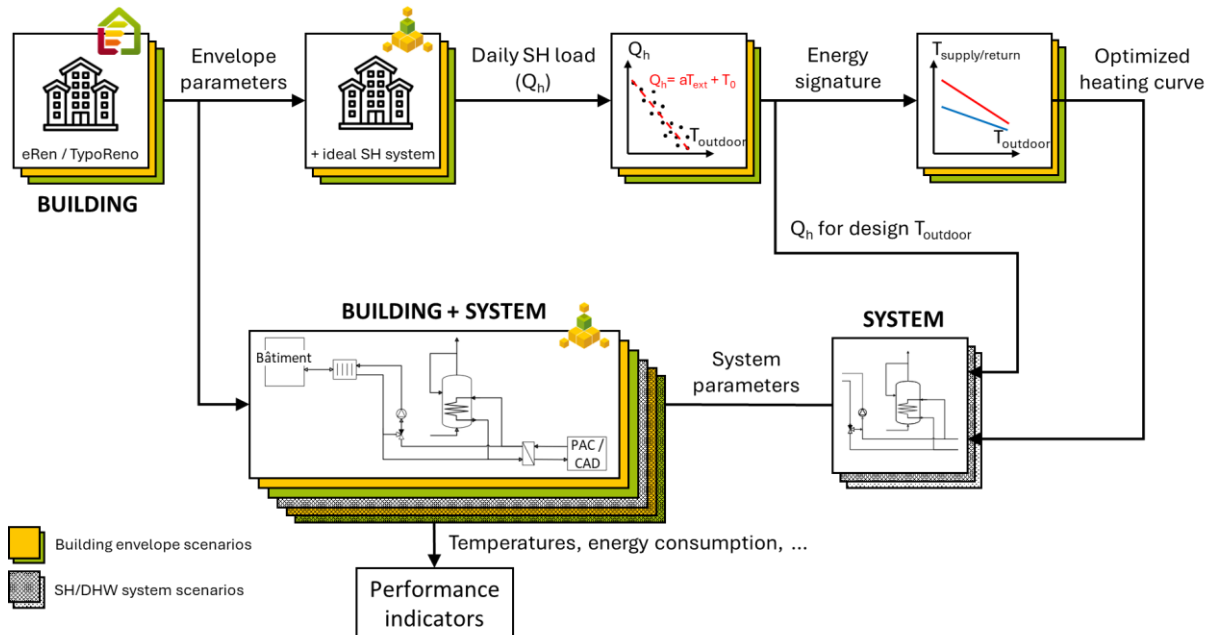 Envelope
parameters
eRen / TypoReno
BUILDING
+ ideal SH system
Daily SH load
(Qₕ)
Qₕ
Qₕ= aTₑₓₜ + T₀
Tₒᵤₜdₒₒᵣ
Energy
signature
Tsupply/return
Toutdoor
Optimized
heating curve
Qₕ for design Toutdoor
BUILDING + SYSTEM
Bâtiment
PAC /
CAD
System
parameters
SYSTEM
Building envelope scenarios
SH/DHW system scenarios
Temperatures, energy consumption, ...
Performance
indicators